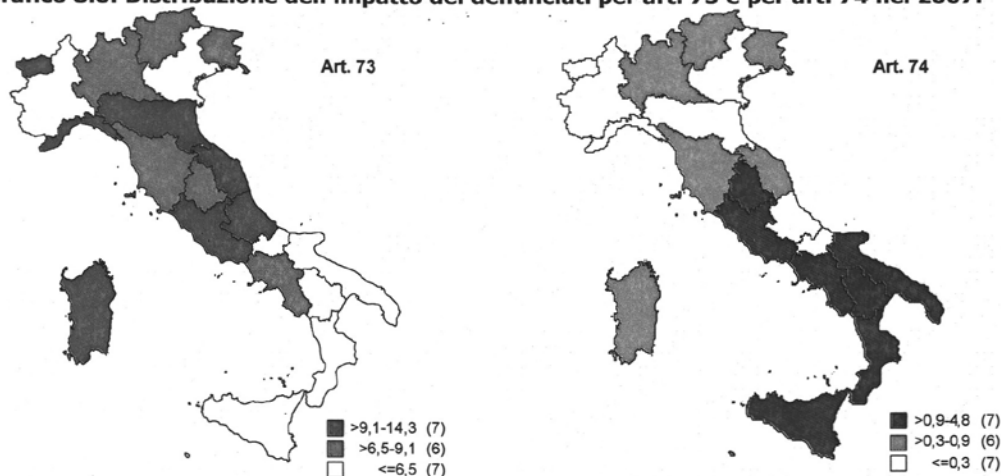 Distribuzione dell'impatto dei denunciati per art. 73 e per art. 74 nel 2007.
Art. 73
>9,1-14,3 (7)
>6,5-9,1 (6)
<=6,5 (7)
Art. 74
>0,9-4,8 (7)
>0,3-0,9 (6)
<=0,3 (7)